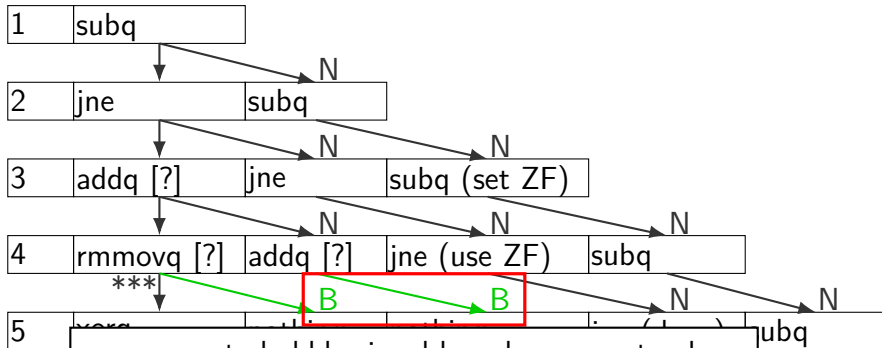 1 subq
N
2 jne subq
N N
3 addq [?] jne subq (set ZF)
N N N
4 rmmovq [?] addq [?] jne (use ZF) subq
*** B B N N
5 subq